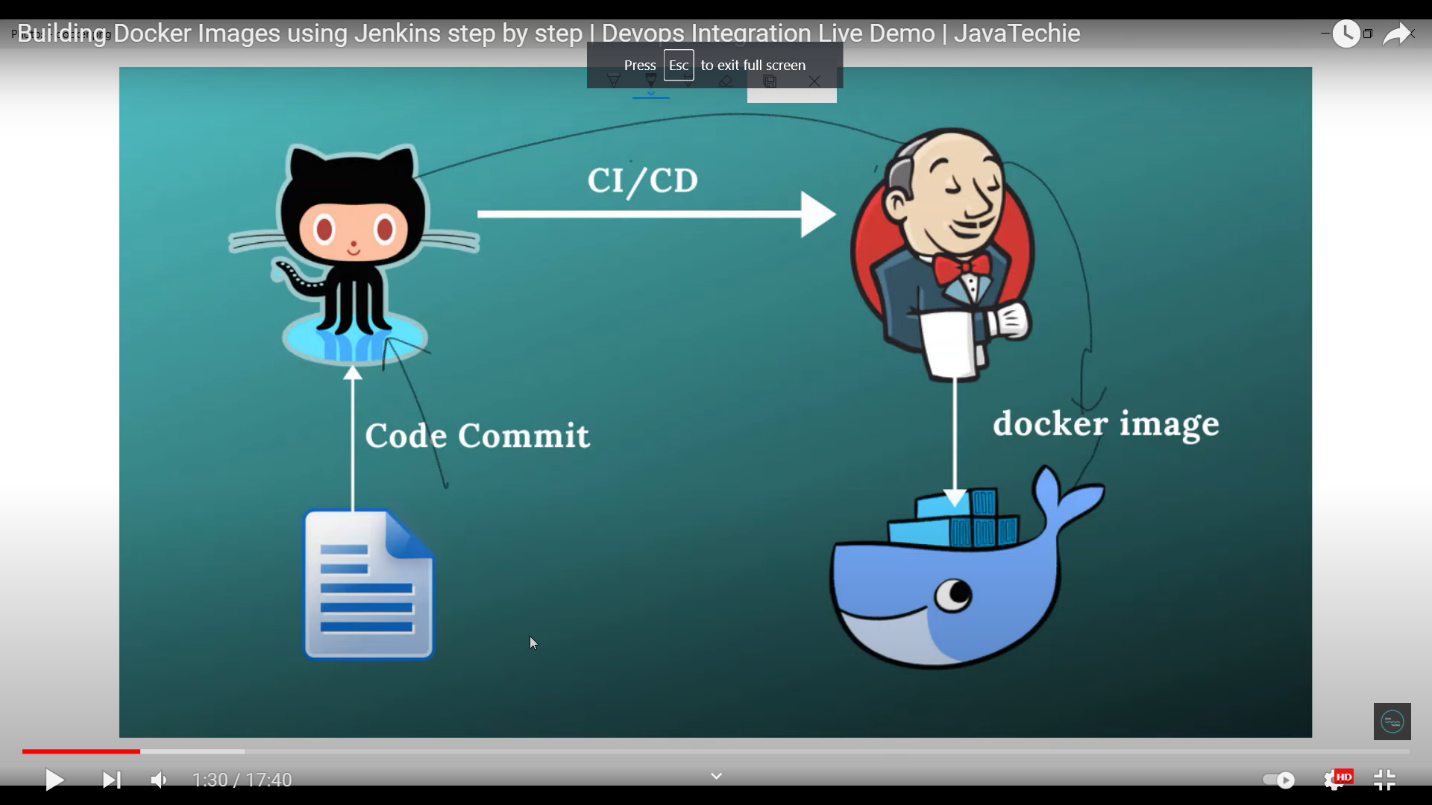 Building Docker Images using Jenkins step by step | Devops Integration Live Demo | JavaTechie
Press Esc to exit full screen
CI/CD
Code Commit
docker image
1:30 / 17:40
HD